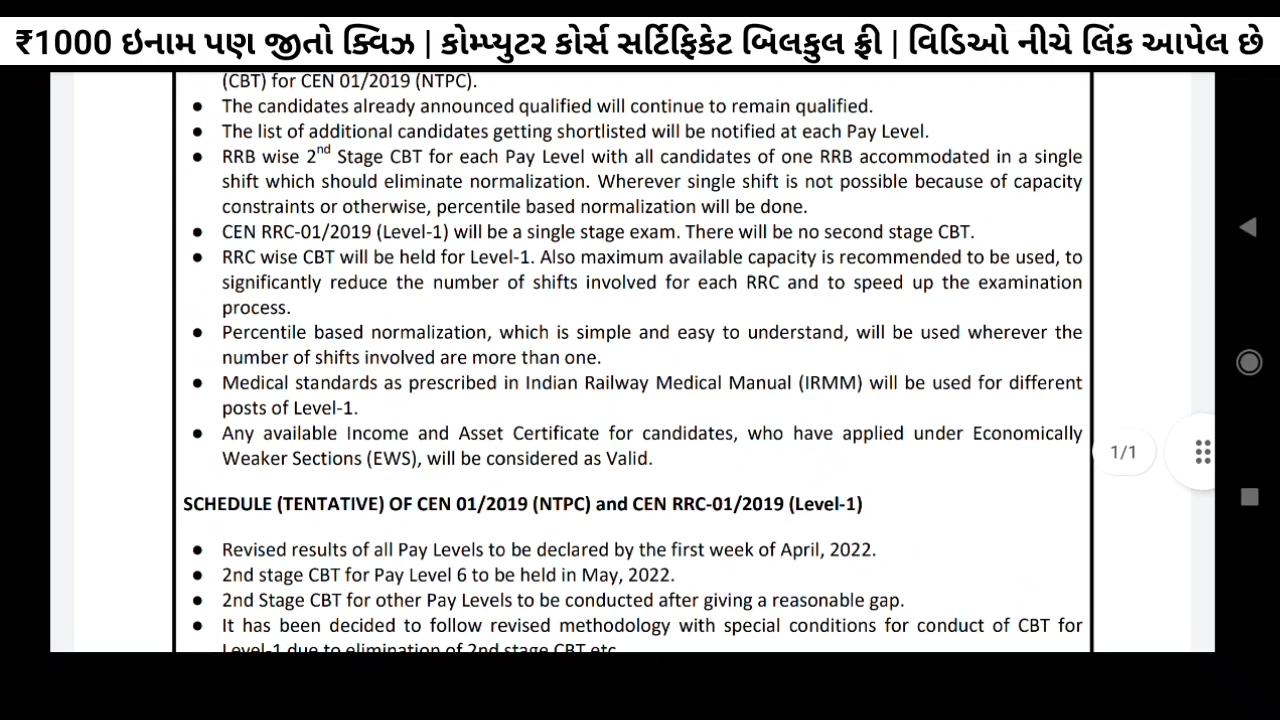 ₹1000 ઇનામ પણ જીતો ક્વિઝ | કોમ્પ્યુટર કોર્સ સર્ટિફિકેટ બિલકુલ ફ્રી | વિડિઓ નીચે લિંક આપેલ છે
(CBT) for CEN 01/2019 (NTPC).
● The candidates already announced qualified will continue to remain qualified.
● The list of additional candidates getting shortlisted will be notified at each Pay Level.
● RRB wise 2nd Stage CBT for each Pay Level with all candidates of one RRB accommodated in a single
shift which should eliminate normalization. Wherever single shift is not possible because of capacity
constraints or otherwise, percentile based normalization will be done.
● CEN RRC-01/2019 (Level-1) will be a single stage exam. There will be no second stage CBT.
● RRC wise CBT will be held for Level-1. Also maximum available capacity is recommended to be used, to
significantly reduce the number of shifts involved for each RRC and to speed up the examination
process.
● Percentile based normalization, which is simple and easy to understand, will be used wherever the
number of shifts involved are more than one.
● Medical standards as prescribed in Indian Railway Medical Manual (IRMM) will be used for different
posts of Level-1.
● Any available Income and Asset Certificate for candidates, who have applied under Economically
Weaker Sections (EWS), will be considered as Valid.
1/1
SCHEDULE (TENTATIVE) OF CEN 01/2019 (NTPC) and CEN RRC-01/2019 (Level-1)
● Revised results of all Pay Levels to be declared by the first week of April, 2022.
● 2nd stage CBT for Pay Level 6 to be held in May, 2022.
● 2nd Stage CBT for other Pay Levels to be conducted after giving a reasonable gap.
● It has been decided to follow revised methodology with special conditions for conduct of CBT for
Level-1 due to elimination of 2nd stage CBT etc